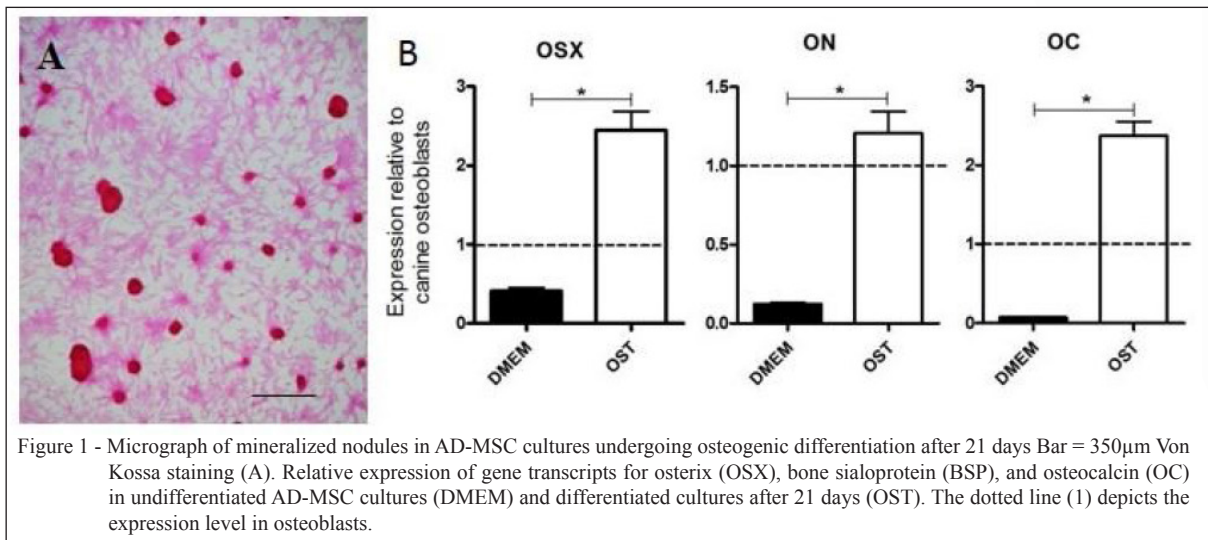 A
B
OSX
ON
OC
Expression relative to
canine osteoblasts
3
2
1
0
*
DMEM
OST
1.5
1.0
0.5
0.0
*
DMEM
OST
3
2
1
0
*
DMEM
OST
Figure 1 - Micrograph of mineralized nodules in AD-MSC cultures undergoing osteogenic differentiation after 21 days Bar = 350µm Von
Kossa staining (A). Relative expression of gene transcripts for osterix (OSX), bone sialoprotein (BSP), and osteocalcin (OC)
in undifferentiated AD-MSC cultures (DMEM) and differentiated cultures after 21 days (OST). The dotted line (1) depicts the
expression level in osteoblasts.